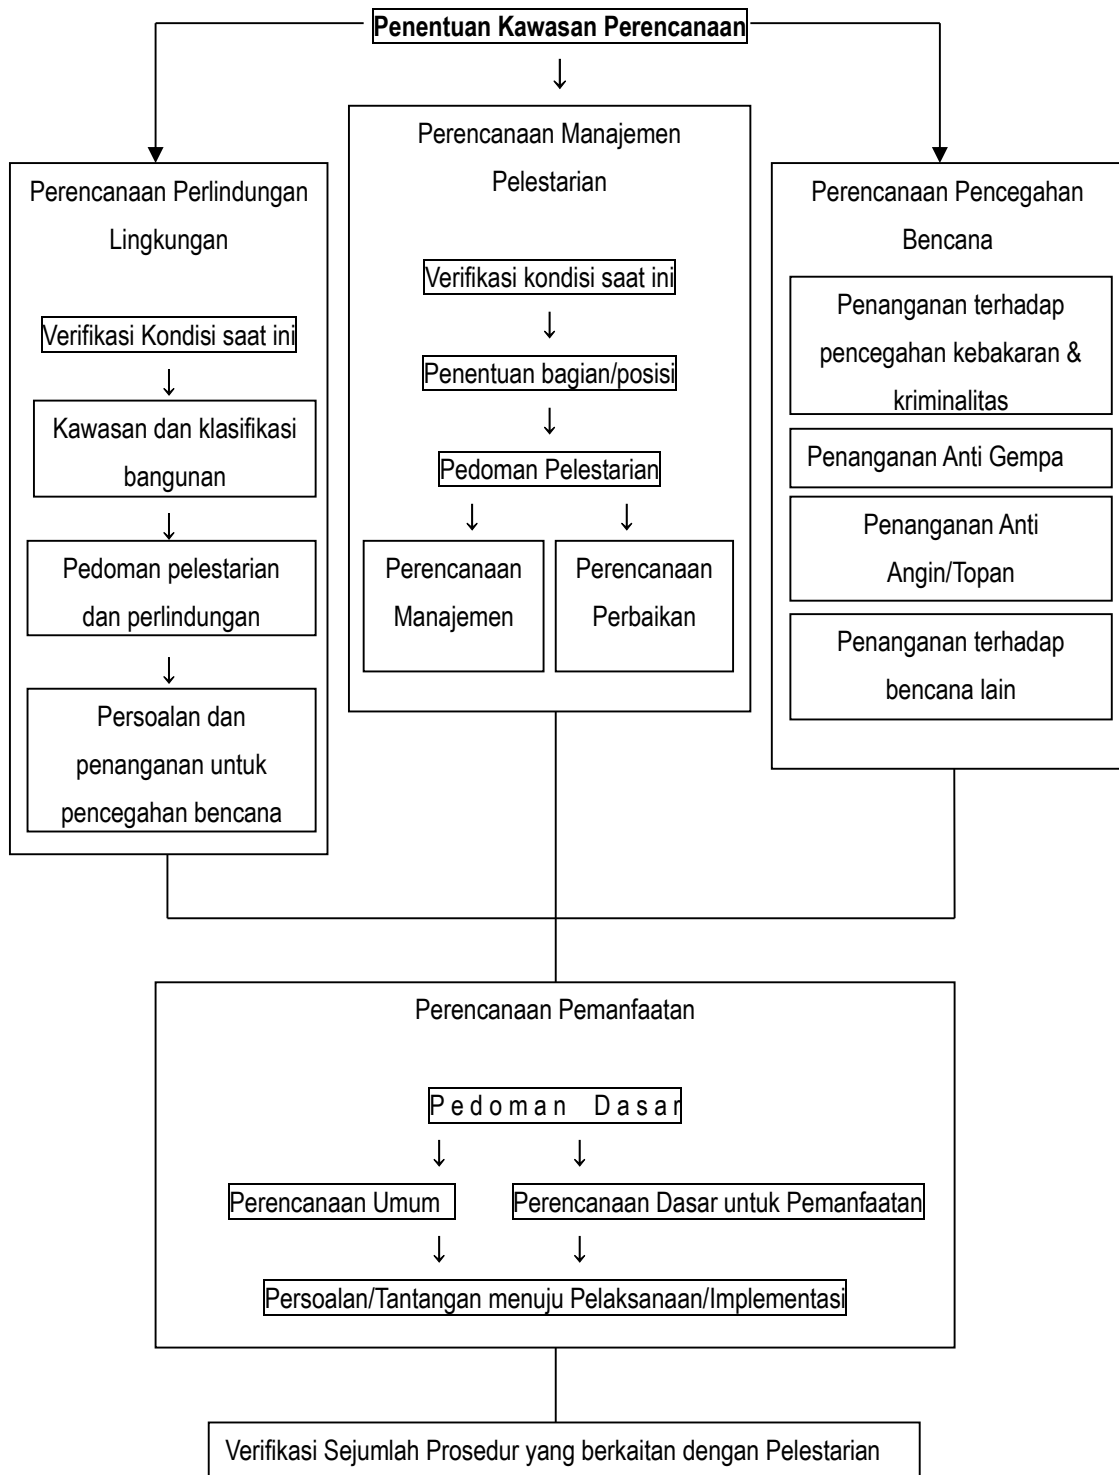 Penentuan Kawasan Perencanaan
↓
Perencanaan Perlindungan
Lingkungan
Verifikasi Kondisi saat ini
↓
Kawasan dan klasifikasi
bangunan
↓
Pedoman pelestarian
dan perlindungan
↓
Persoalan dan
penanganan untuk
pencegahan bencana
Perencanaan Manajemen
Pelestarian
Verifikasi kondisi saat ini
↓
Penentuan bagian/posisi
↓
Pedoman Pelestarian
↓ ↓
Perencanaan
Manajemen
Perencanaan
Perbaikan
Perencanaan Pencegahan
Bencana
Penanganan terhadap
pencegahan kebakaran &
kriminalitas
Penanganan Anti Gempa
Penanganan Anti
Angin/Topan
Penanganan terhadap
bencana lain
Perencanaan Pemanfaatan
Pedoman Dasar
↓ ↓
Perencanaan Umum
Perencanaan Dasar untuk Pemanfaatan
↓ ↓
Persoalan/Tantangan menuju Pelaksanaan/Implementasi
Verifikasi Sejumlah Prosedur yang berkaitan dengan Pelestarian